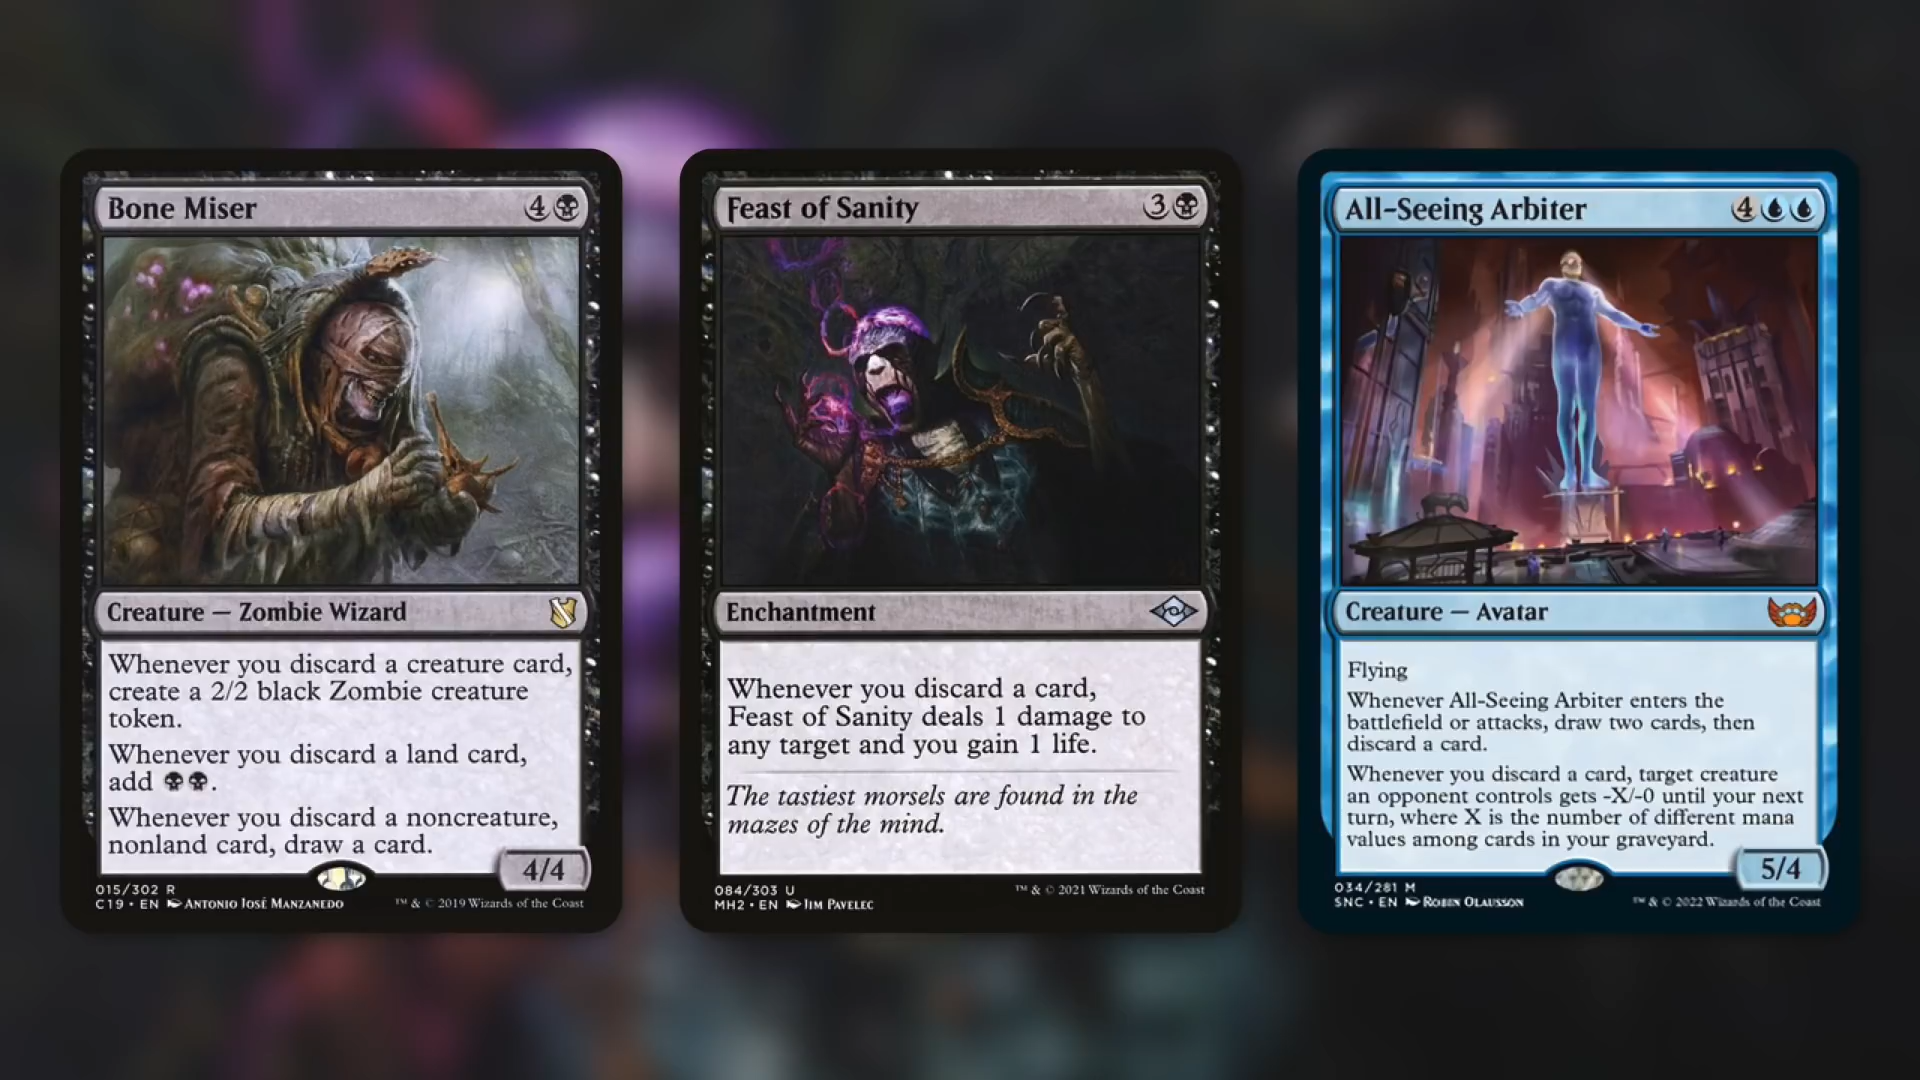 Bone Miser 4
Creature — Zombie Wizard
Whenever you discard a creature card,
create a 2/2 black Zombie creature
token.
Whenever you discard a land card,
add
.
Whenever you discard a noncreature,
nonland card, draw a card.
4/4
015/302 R
C19 • EN ANTONIO JOSÉ MANZANEDO
™ & © 2019 Wizards of the Coast
Feast of Sanity 3
Enchantment
Whenever you discard a card,
Feast of Sanity deals 1 damage to
any target and you gain 1 life.
The tastiest morsels are found in the
mazes of the mind.
084/303 U
MH2 • EN JIM PAVELEC
™ & © 2021 Wizards of the Coast
All-Seeing Arbiter 4
Creature — Avatar
Flying
Whenever All-Seeing Arbiter enters the
battlefield or attacks, draw two cards, then
discard a card.
Whenever you discard a card, target creature
an opponent controls gets -X/-0 until your next
turn, where X is the number of different mana
values among cards in your graveyard.
5/4
034/281 M
SNC • EN ROBIN OLAUSSON
™ & © 2022 Wizards of the Coast